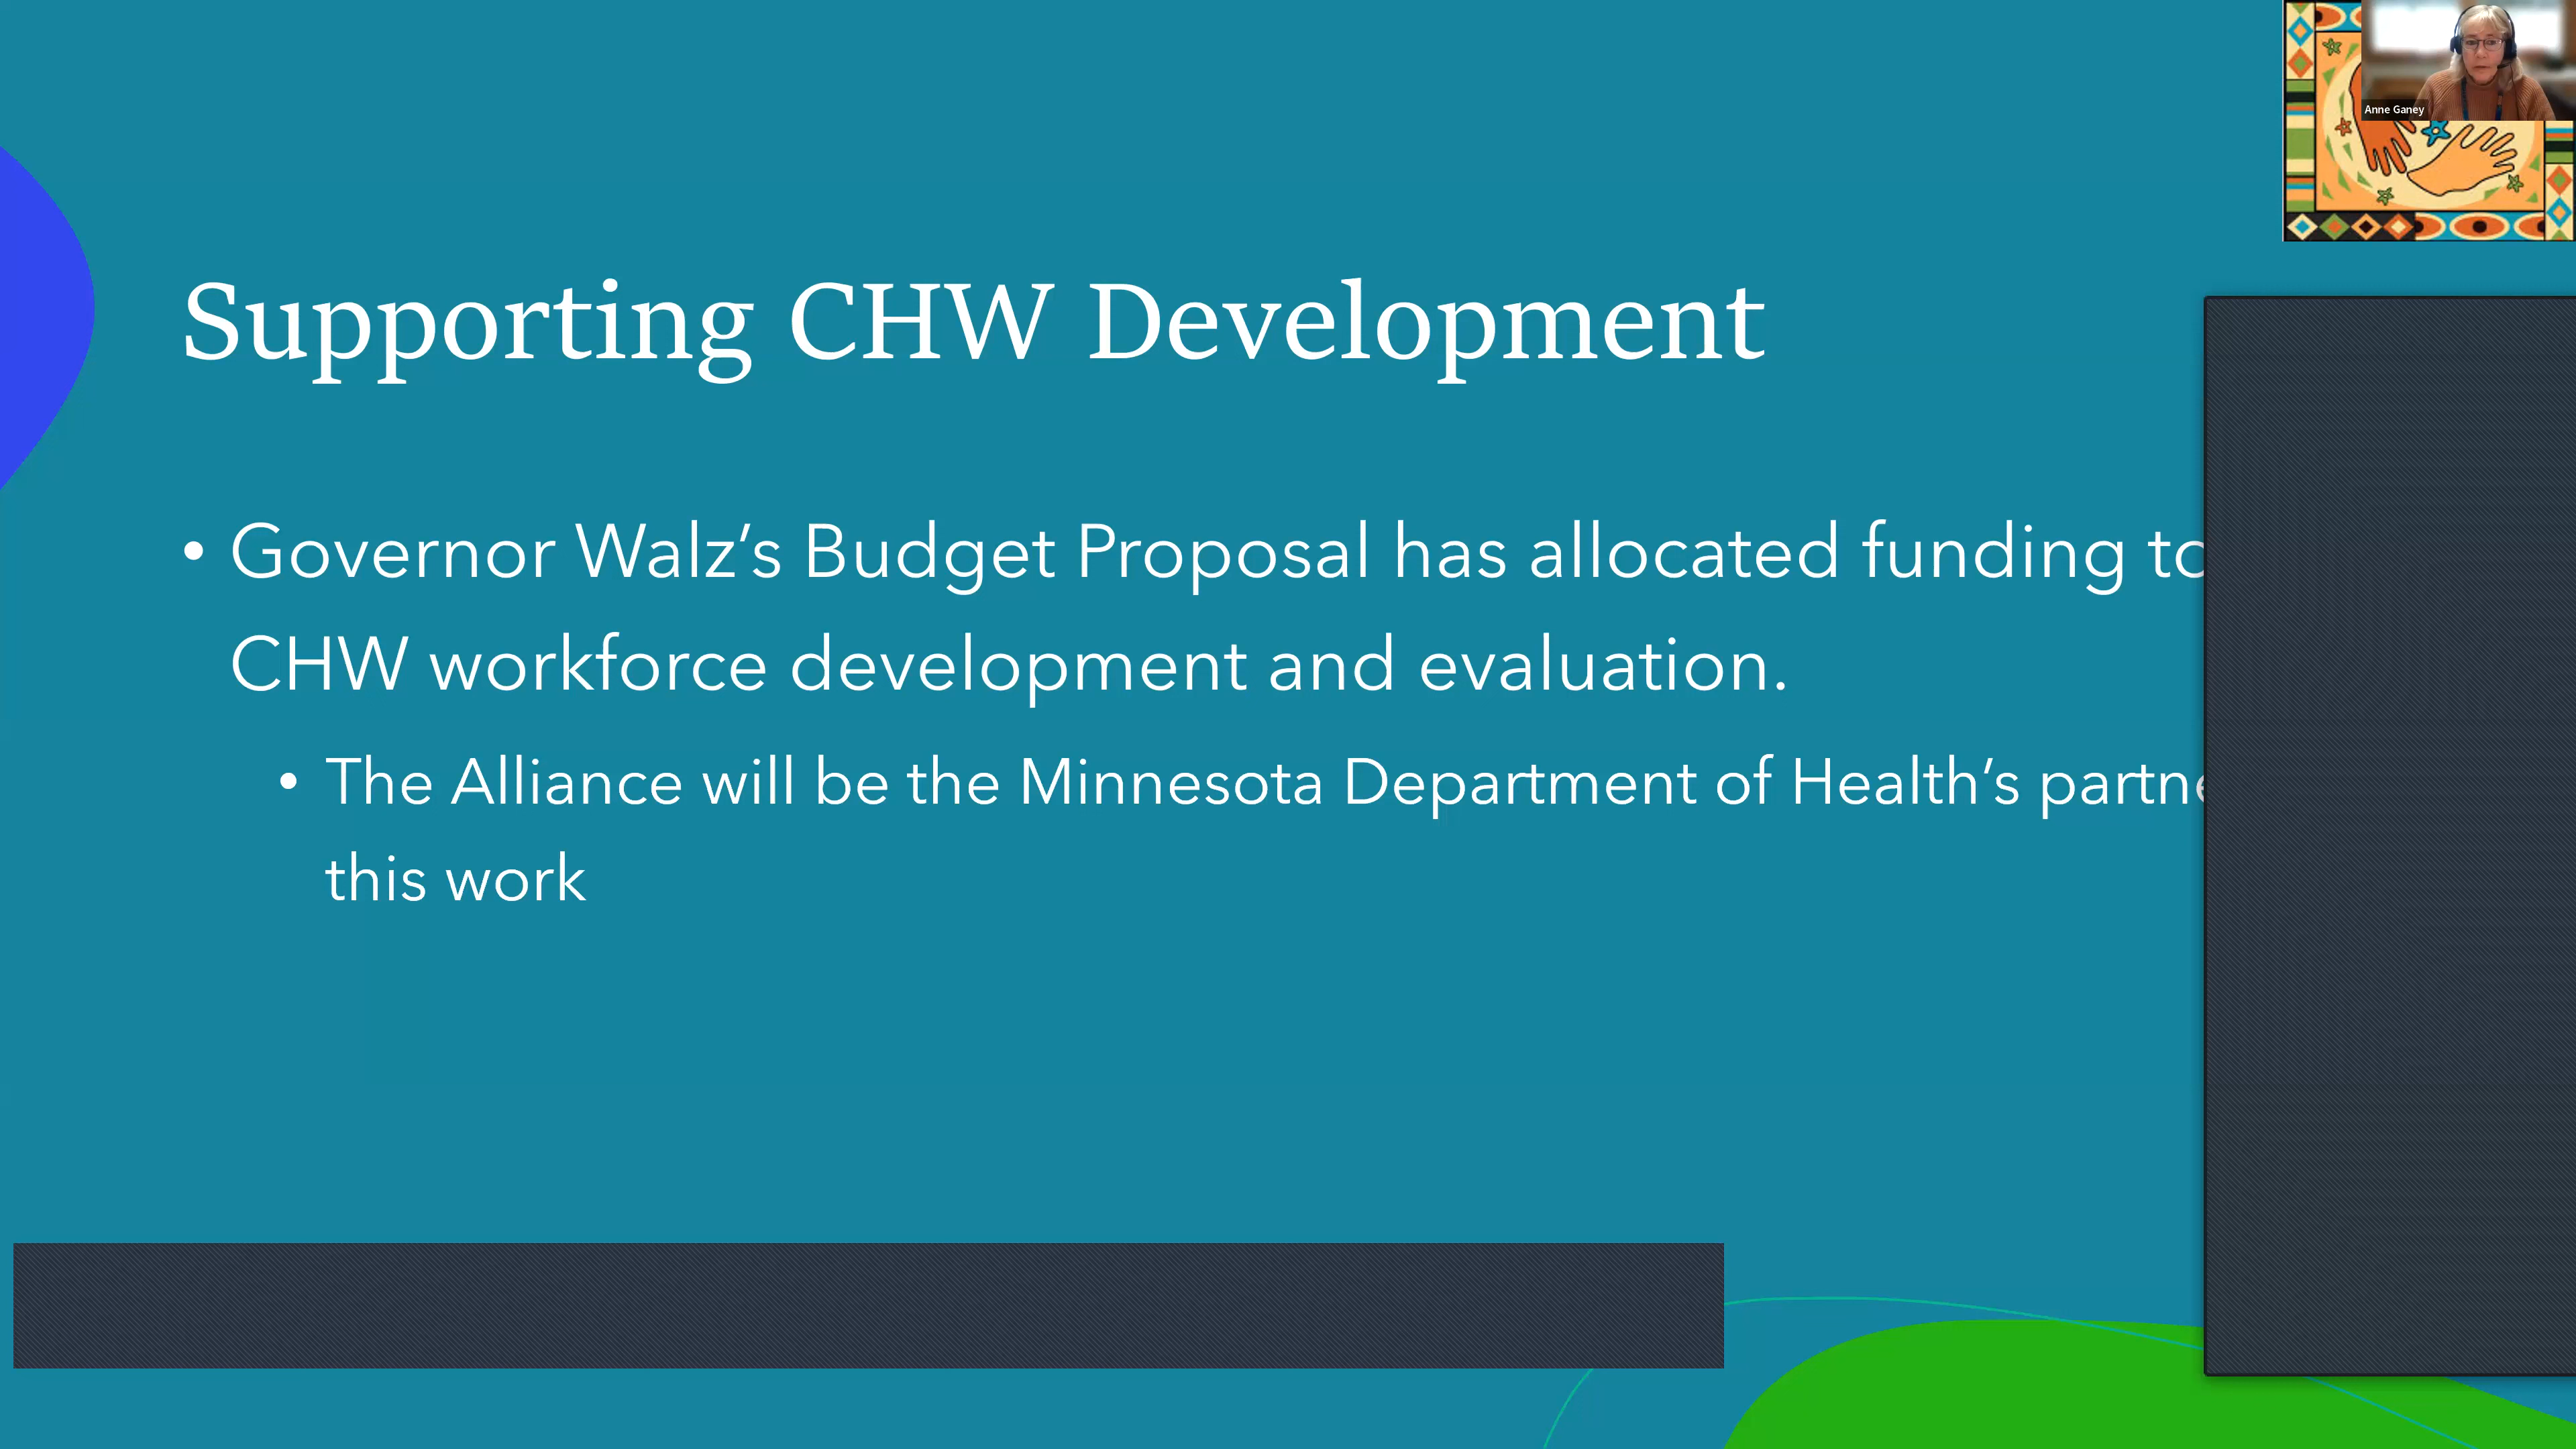 Anne Ganey
Supporting CHW Development
• Governor Walz’s Budget Proposal has allocated funding to
CHW workforce development and evaluation.
• The Alliance will be the Minnesota Department of Health’s
this work